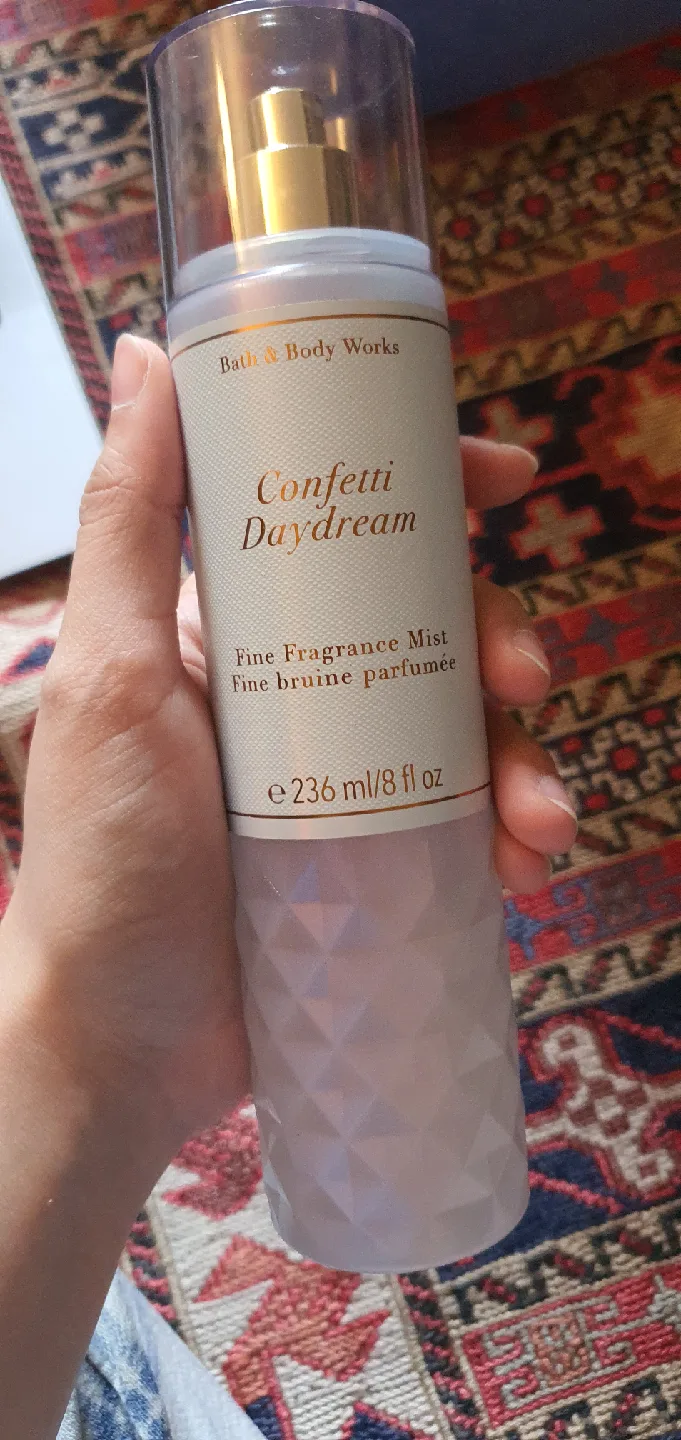 Bath & Body Works
Confetti
Daydream
Fine Fragrance Mist
Fine bruine parfumée
℮ 236 ml/8 fl oz